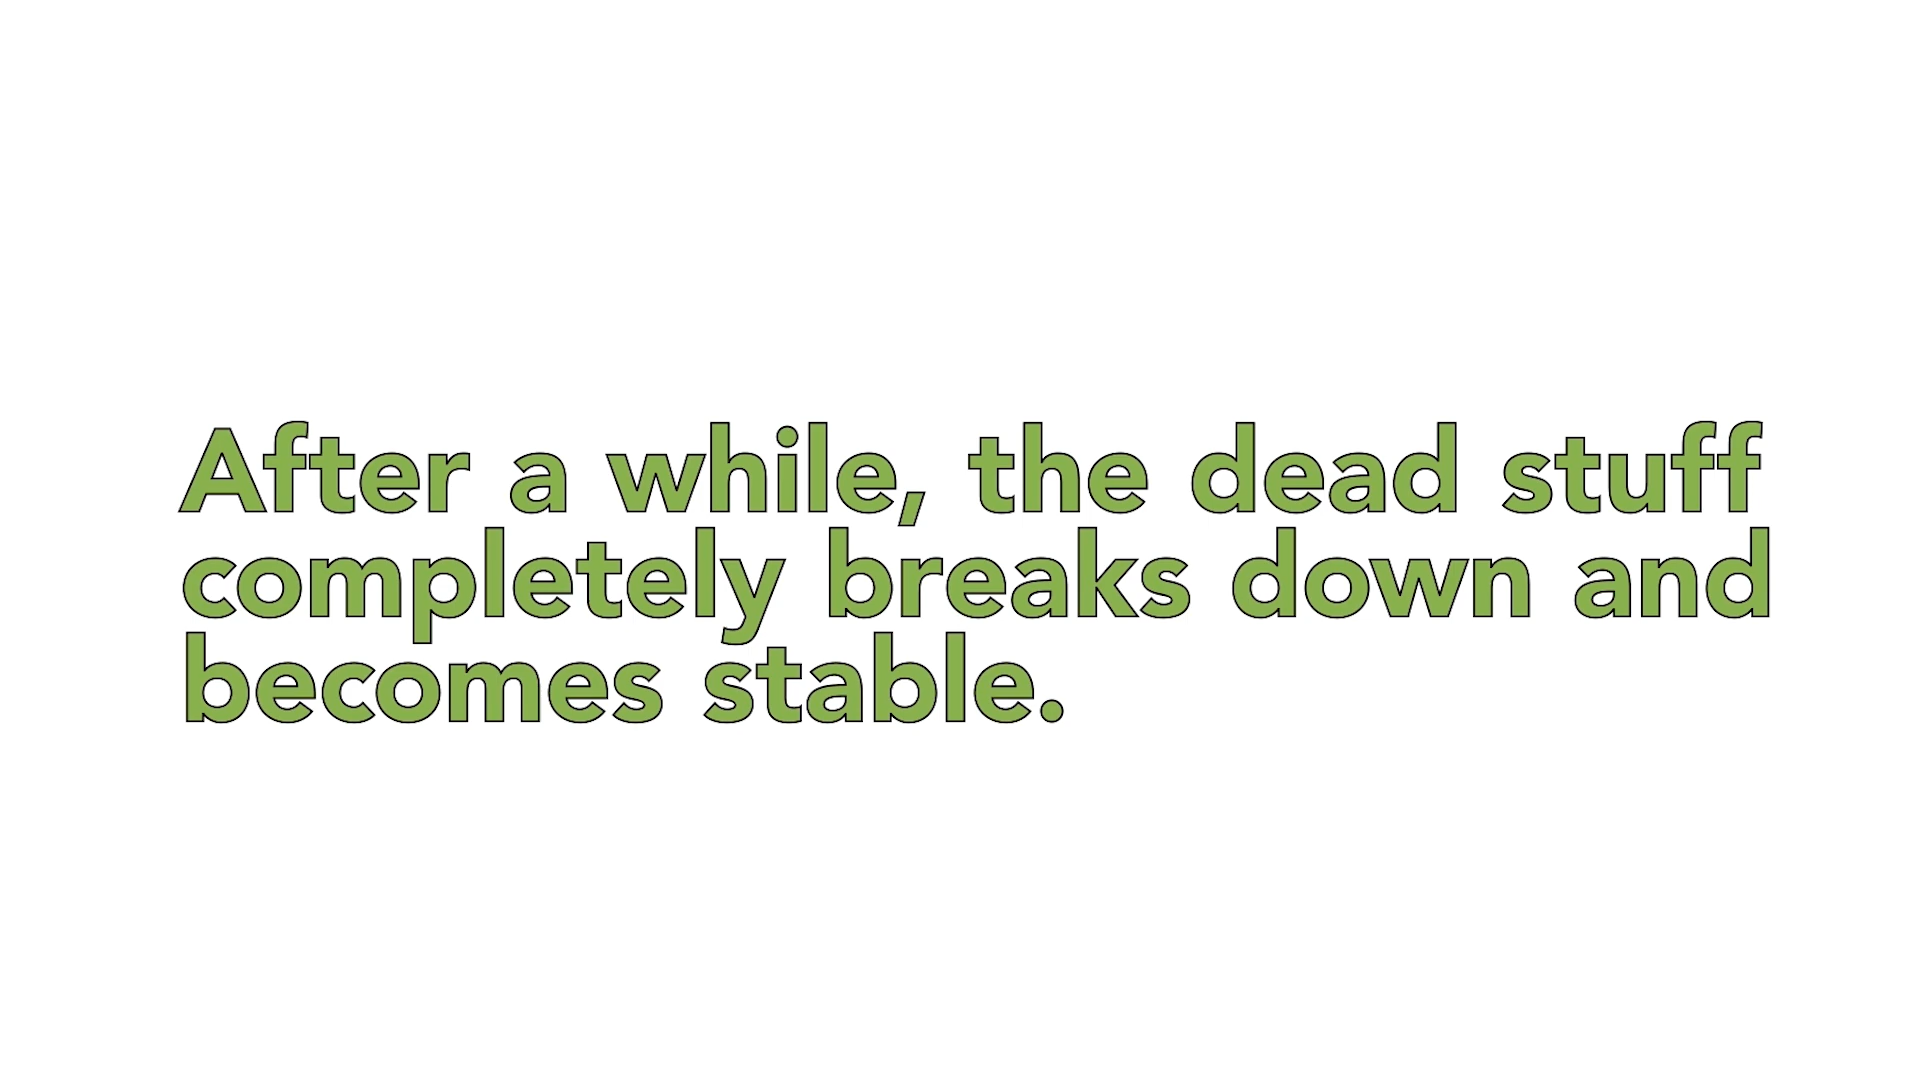 After a while, the dead stuff
completely breaks down and
becomes stable.